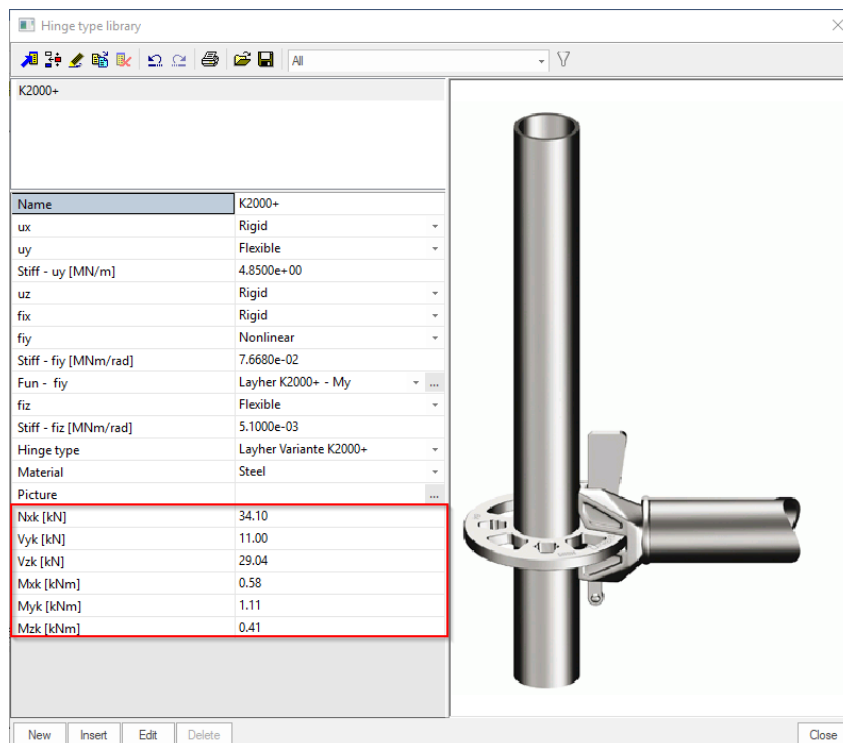 Hinge type library
All
K2000+
Name K2000+
ux Rigid
uy Flexible
Stiff - uy [MN/m] 4.8500e+00
uz Rigid
fix Rigid
fiy Nonlinear
Stiff - fiy [MNm/rad] 7.6680e-02
Fun - fiy Layher K2000+ - My ...
fiz Flexible
Stiff - fiz [MNm/rad] 5.1000e-03
Hinge type Layher Variante K2000+
Material Steel
Picture ...
Nxk [kN] 34.10
Vyk [kN] 11.00
Vzk [kN] 29.04
Mxk [kNm] 0.58
Myk [kNm] 1.11
Mzk [kNm] 0.41
New Insert Edit Delete Close